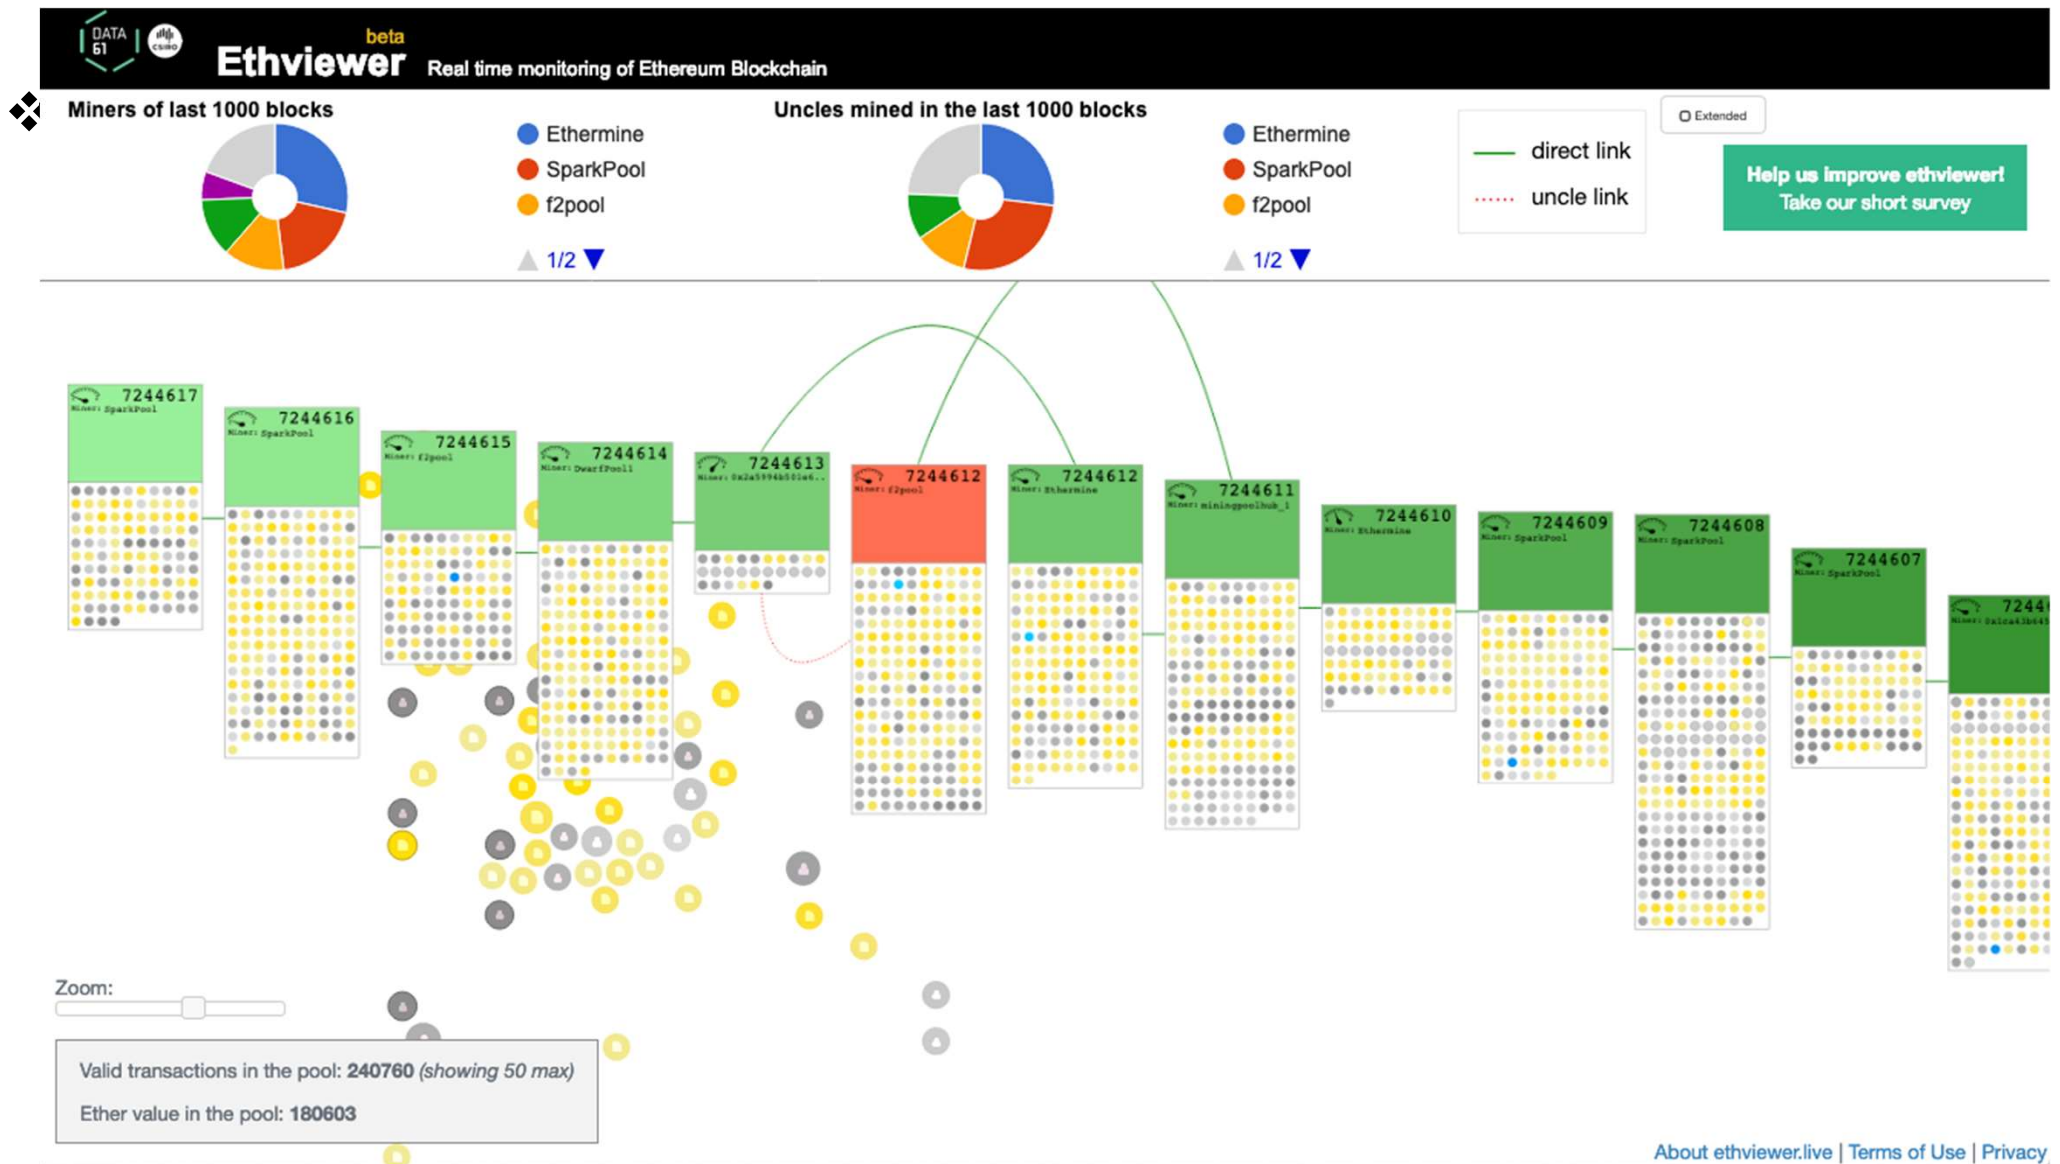 DATA
61
CSIRO
beta
Ethviewer
Real time monitoring of Ethereum Blockchain
Miners of last 1000 blocks
Ethermine
SparkPool
f2pool
1/2
Uncles mined in the last 1000 blocks
Ethermine
SparkPool
f2pool
1/2
direct link
uncle link
Extended
Help us improve ethviewer!
Take our short survey
7244617
Miner: SparkPool
7244616
Miner: SparkPool
7244615
Miner: f2pool
7244614
Miner: DwarfPool1
7244613
Miner:
7244612
Miner: f2pool
7244612
Miner: Ethermine
7244611
Miner: miningpoolhub_1
7244610
Miner: Ethermine
7244609
Miner: SparkPool
7244608
Miner: SparkPool
7244607
Miner: SparkPool
7244
Miner:
Zoom:
Valid transactions in the pool: 240760 (showing 50 max)
Ether value in the pool: 180603
About ethviewer.live | Terms of Use | Privacy